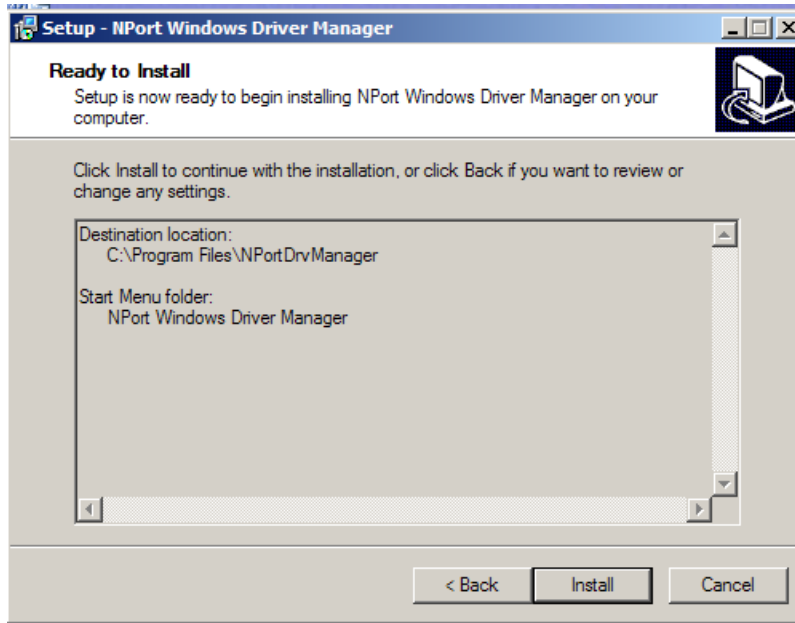 Setup - NPort Windows Driver Manager
Ready to Install
Setup is now ready to begin installing NPort Windows Driver Manager on your
computer.
Click Install to continue with the installation, or click Back if you want to review or
change any settings.
Destination location:
C:\Program Files\NPortDrvManager
Start Menu folder:
NPort Windows Driver Manager
< Back
Install
Cancel